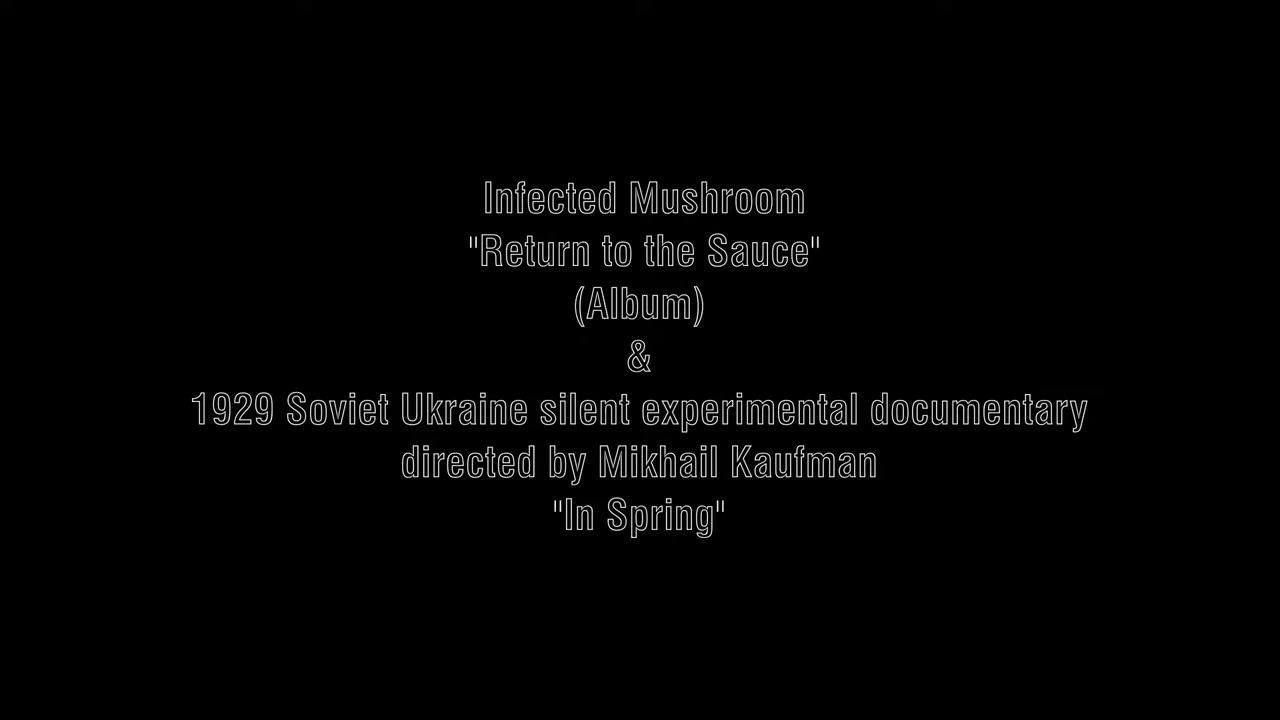 Infected Mushroom
"Return to the Sauce"
(Album)
&
1929 Soviet Ukraine silent experimental documentary
directed by Mikhail Kaufman
"In Spring"